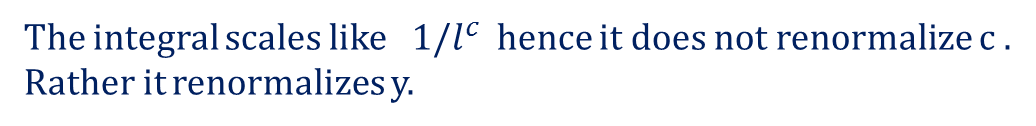 The integral scales like 1/l^c hence it does not renormalize c .
Rather it renormalizes y.